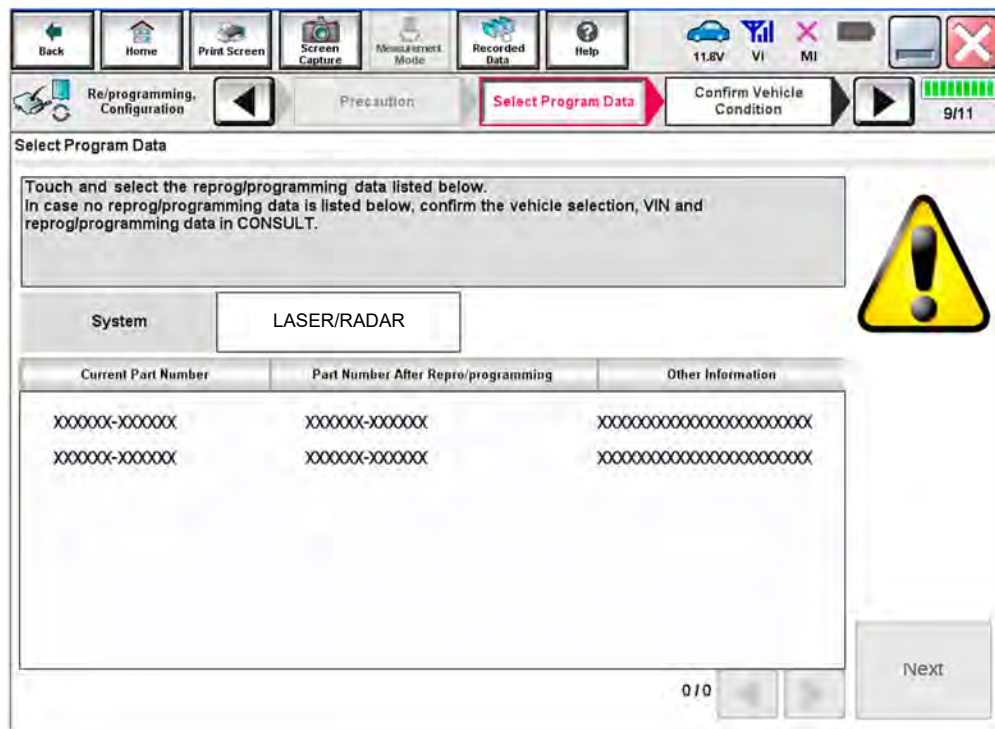 Back
Home
Print Screen
Screen
Capture
Measurement
Mode
Recorded
Data
Help
11.8V
VI
MI
Re/programming,
Configuration
Precaution
Select Program Data
Confirm Vehicle
Condition
9/11
Select Program Data
Touch and select the reprog/programming data listed below.
In case no reprog/programming data is listed below, confirm the vehicle selection, VIN and
reprog/programming data in CONSULT.
System
LASER/RADAR
Current Part Number
Part Number After Repro/programming
Other Information
XXXXXX-XXXXXX
XXXXXX-XXXXXX
XXXXXXXXXXXXXXXXXXXXXXX
XXXXXX-XXXXXX
XXXXXX-XXXXXX
XXXXXXXXXXXXXXXXXXXXXXX
0/0
Next